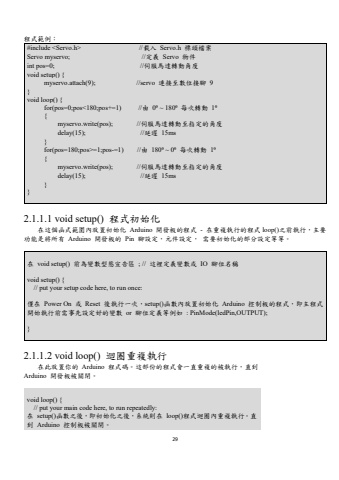 程式範例：
#include <Servo.h> //載入 Servo.h 標頭檔案
Servo myservo; //定義 Servo 物件
int pos=0; //伺服馬達轉動角度
void setup() {
myservo.attach(9); //servo 連接至數位接腳 9
}
void loop() {
for(pos=0;pos<180;pos+=1) //由 0°～180° 每次轉動 1°
{
myservo.write(pos); //伺服馬達轉動至指定的角度
delay(15); //延遲 15ms
}
for(pos=180;pos>=1;pos-=1) //由 180°～0° 每次轉動 1°
{
myservo.write(pos); //伺服馬達轉動至指定的角度
delay(15); //延遲 15ms
}
}
2.1.1.1 void setup() 程式初始化
在這個函式範圍內放置初始化 Arduino 開發板的程式 - 在重複執行的程式 loop()之前執行，主要
功能是將所有 Arduino 開發板的 Pin 腳設定，元件設定， 需要初始化的部分設定等等。
在 void setup() 前為變數型態宣告區 ; // 這裡定義變數或 IO 腳位名稱
void setup() {
// put your setup code here, to run once:
僅在 Power On 或 Reset 後執行一次，setup()函數內放置初始化 Arduino 控制板的程式，即主程式
開始執行前需事先設定好的變數 or 腳位定義等例如：PinMode(ledPin,OUTPUT);
}
2.1.1.2 void loop() 迴圈重複執行
在此放置你的 Arduino 程式碼。這部份的程式會一直重複的被執行，直到
Arduino 開發板被關閉。
void loop() {
// put your main code here, to run repeatedly:
在 setup()函數之後，即初始化之後，系統則在 loop()程式迴圈內重複執行。直
到 Arduino 控制板被關閉。
29